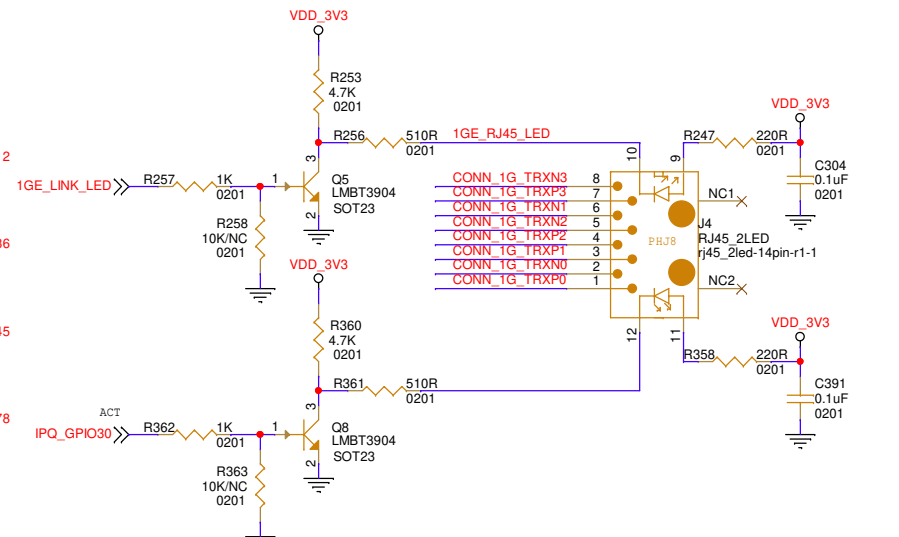 VDD_3V3
R253
4.7K
0201
VDD_3V3
2
R256
510R
0201
1GE_RJ45_LED
10
9
R247
220R
0201
1GE_LINK_LED
R257
1K
0201
1
3
2
Q5
LMBT3904
SOT23
C304
0.1uF
0201
R258
10K/NC
0201
36
CONN_1G_TRXN3
8
CONN_1G_TRXP3
7
CONN_1G_TRXN1
6
CONN_1G_TRXN2
5
CONN_1G_TRXP2
4
CONN_1G_TRXP1
3
CONN_1G_TRXN0
2
CONN_1G_TRXP0
1
PHJ8
NC1
J4
RJ45_2LED
rj45_2led-14pin-r1-1
NC2
VDD_3V3
R360
4.7K
0201
45
12
11
VDD_3V3
R358
220R
0201
R361
510R
0201
C391
0.1uF
0201
78
ACT
IPQ_GPIO30
R362
1K
0201
1
3
2
Q8
LMBT3904
SOT23
R363
10K/NC
0201